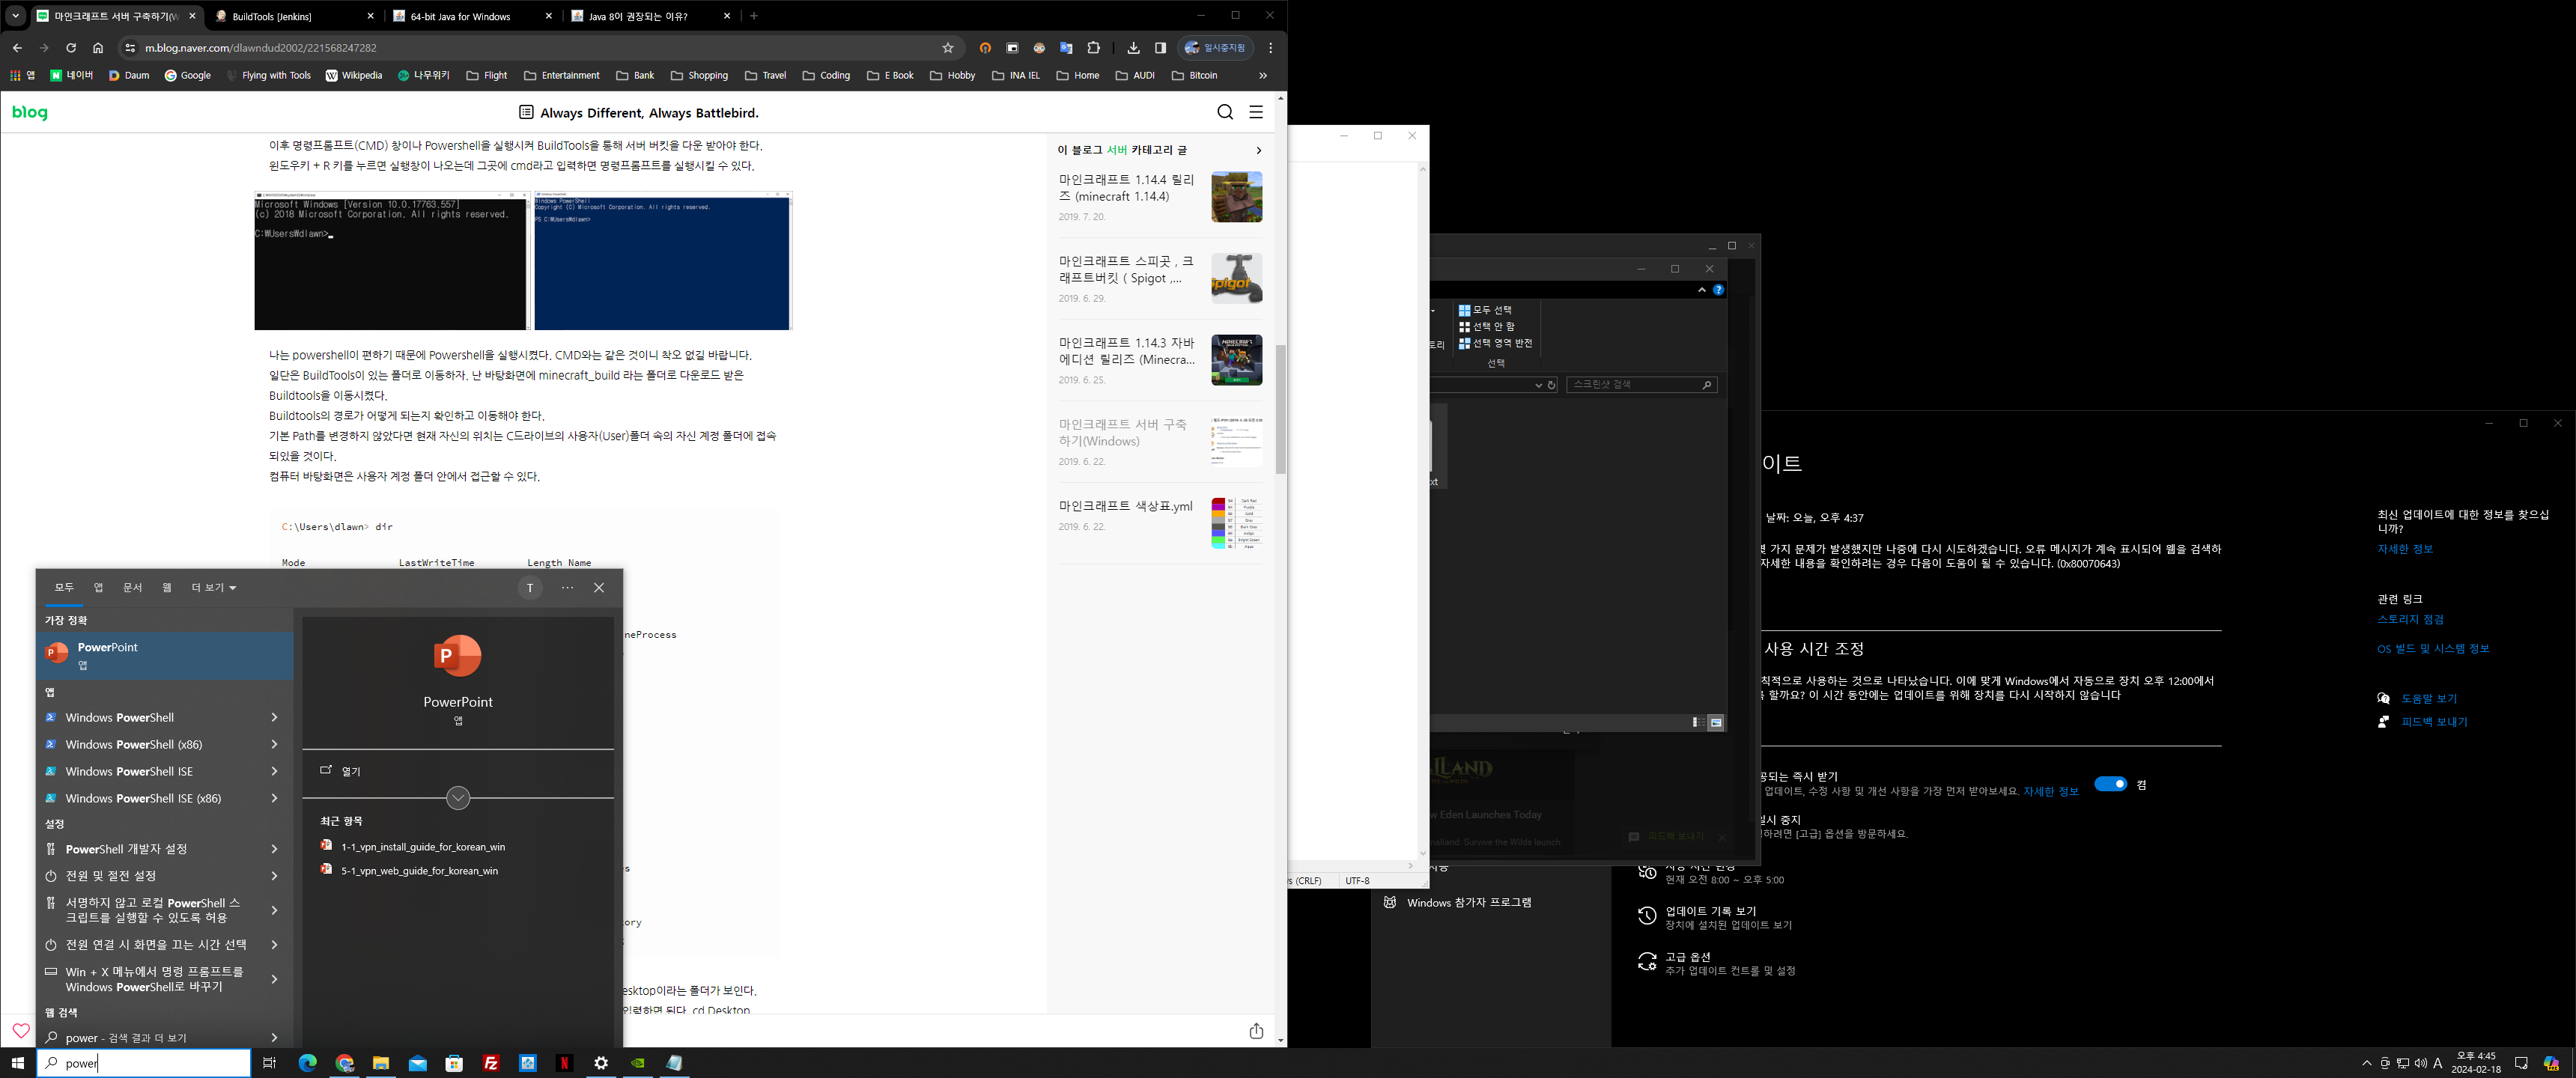 마인크래프트 서버 구축하기(W
BuildTools [Jenkins]
64-bit Java for Windows
Java 8이 권장되는 이유?
m.blog.naver.com/dlawndud2002/221568247282
일시중지됨
앱
네이버
Daum
Google
Flying with Tools
Wikipedia
나무위키
Flight
Entertainment
Bank
Shopping
Travel
Coding
E Book
Hobby
INA IEL
Home
AUDI
Bitcoin
blog
Always Different, Always Battlebird.
이후 명령프롬프트(CMD) 창이나 Powershell을 실행시켜 BuildTools을 통해 서버 버킷을 다운 받아야 한다.
윈도우키 + R 키를 누르면 실행창이 나오는데 그곳에 cmd라고 입력하면 명령프롬프트를 실행시킬 수 있다.
Microsoft Windows [Version 10.0.17763.557]
(c) 2018 Microsoft Corporation. All rights reserved.
C:₩Users₩dlawn>
Windows PowerShell
Copyright (C) Microsoft Corporation. All rights reserved.
PS C:₩Users₩dlawn>
나는 powershell이 편하기 때문에 Powershell을 실행시켰다. CMD와는 같은 것이니 착오 없길 바랍니다.
일단은 BuildTools이 있는 폴더로 이동하자, 난 바탕화면에 minecraft_build 라는 폴더로 다운로드 받은
Buildtools을 이동시켰다.
Buildtools의 경로가 어떻게 되는지 확인하고 이동해야 한다.
기본 Path를 변경하지 않았다면 현재 자신의 위치는 C드라이브의 사용자(User)폴더 속의 자신 계정 폴더에 접속
되있을 것이다.
컴퓨터 바탕화면은 사용자 계정 폴더 안에서 접근할 수 있다.
C:\Users\dlawn> dir
Mode LastWriteTime Length Name
neProcess
s
ory
esktop이라는 폴더가 보인다.
입력하면 된다. cd Desktop
이 블로그 서버 카테고리 글
마인크래프트 1.14.4 릴리
즈 (minecraft 1.14.4)
2019. 7. 20.
마인크래프트 스피곳 , 크
래프트버킷 ( Spigot ,...
2019. 6. 29.
마인크래프트 1.14.3 자바
에디션 릴리즈 (Minecra...
2019. 6. 25.
마인크래프트 서버 구축
하기(Windows)
2019. 6. 22.
마인크래프트 색상표.yml
2019. 6. 22.
모두
앱
문서
웹
더 보기
T
가장 정확
PowerPoint
앱
앱
Windows PowerShell
Windows PowerShell (x86)
Windows PowerShell ISE
Windows PowerShell ISE (x86)
설정
PowerShell 개발자 설정
전원 및 절전 설정
서명하지 않고 로컬 PowerShell 스
크립트를 실행할 수 있도록 허용
전원 연결 시 화면을 끄는 시간 선택
Win + X 메뉴에서 명령 프롬프트를
Windows PowerShell로 바꾸기
웹 검색
power - 검색 결과 더 보기
PowerPoint
앱
열기
최근 항목
1-1_vpn_install_guide_for_korean_win
5-1_vpn_web_guide_for_korean_win
power
s (CRLF)
UTF-8
모두 선택
선택 안 함
선택 영역 반전
토리
선택
스크린샷 검색
xt
w Eden Launches Today
nalland: Survive the Wilds launch
피드백 보내기
이트
날짜: 오늘, 오후 4:37
몇 가지 문제가 발생했지만 나중에 다시 시도하겠습니다. 오류 메시지가 계속 표시되어 웹을 검색하
자세한 내용을 확인하려는 경우 다음이 도움이 될 수 있습니다. (0x80070643)
사용 시간 조정
칙적으로 사용하는 것으로 나타났습니다. 이에 맞게 Windows에서 자동으로 장치 오후 12:00에서
할까요? 이 시간 동안에는 업데이트를 위해 장치를 다시 시작하지 않습니다
공되는 즉시 받기
업데이트, 수정 사항 및 개선 사항을 가장 먼저 받아보세요. 자세한 정보
켬
일시 중지
하려면 [고급] 옵션을 방문하세요.
사용 시간 변경
현재 오전 8:00 ~ 오후 5:00
업데이트 기록 보기
장치에 설치된 업데이트 보기
고급 옵션
추가 업데이트 컨트롤 및 설정
Windows 참가자 프로그램
최신 업데이트에 대한 정보를 찾으십
니까?
자세한 정보
관련 링크
스토리지 점검
OS 빌드 및 시스템 정보
도움말 보기
피드백 보내기
A
오후 4:45
2024-02-18